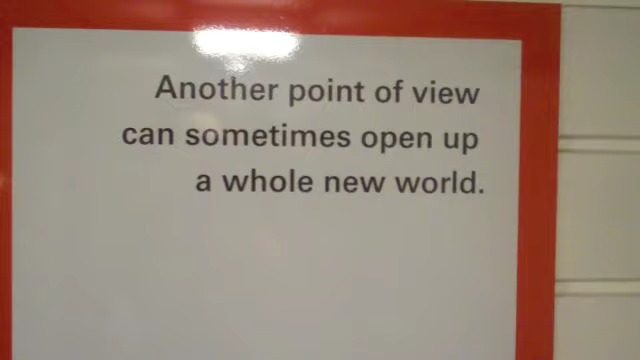 Another point of view
can sometimes open up
a whole new world.